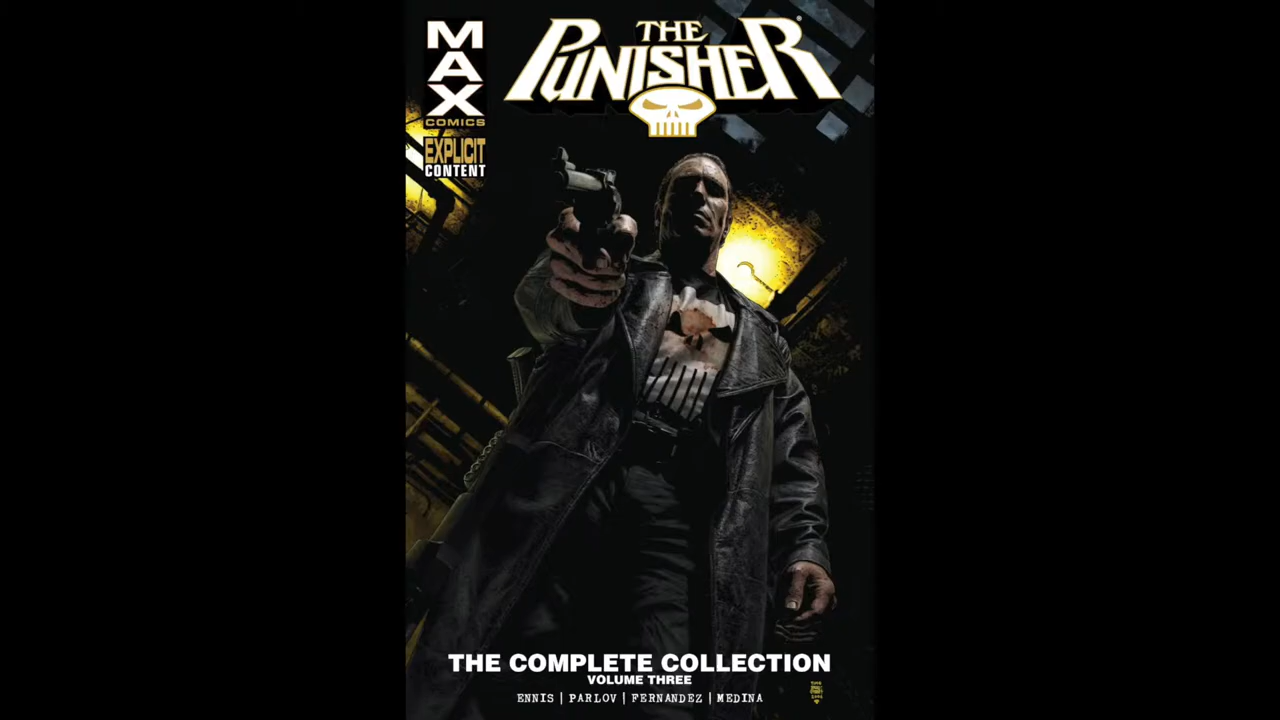 MAX
COMICS
EXPLICIT
CONTENT
THE
PUNISHER®
THE COMPLETE COLLECTION
VOLUME THREE
ENNIS | PARLOV | FERNANDEZ | MEDINA